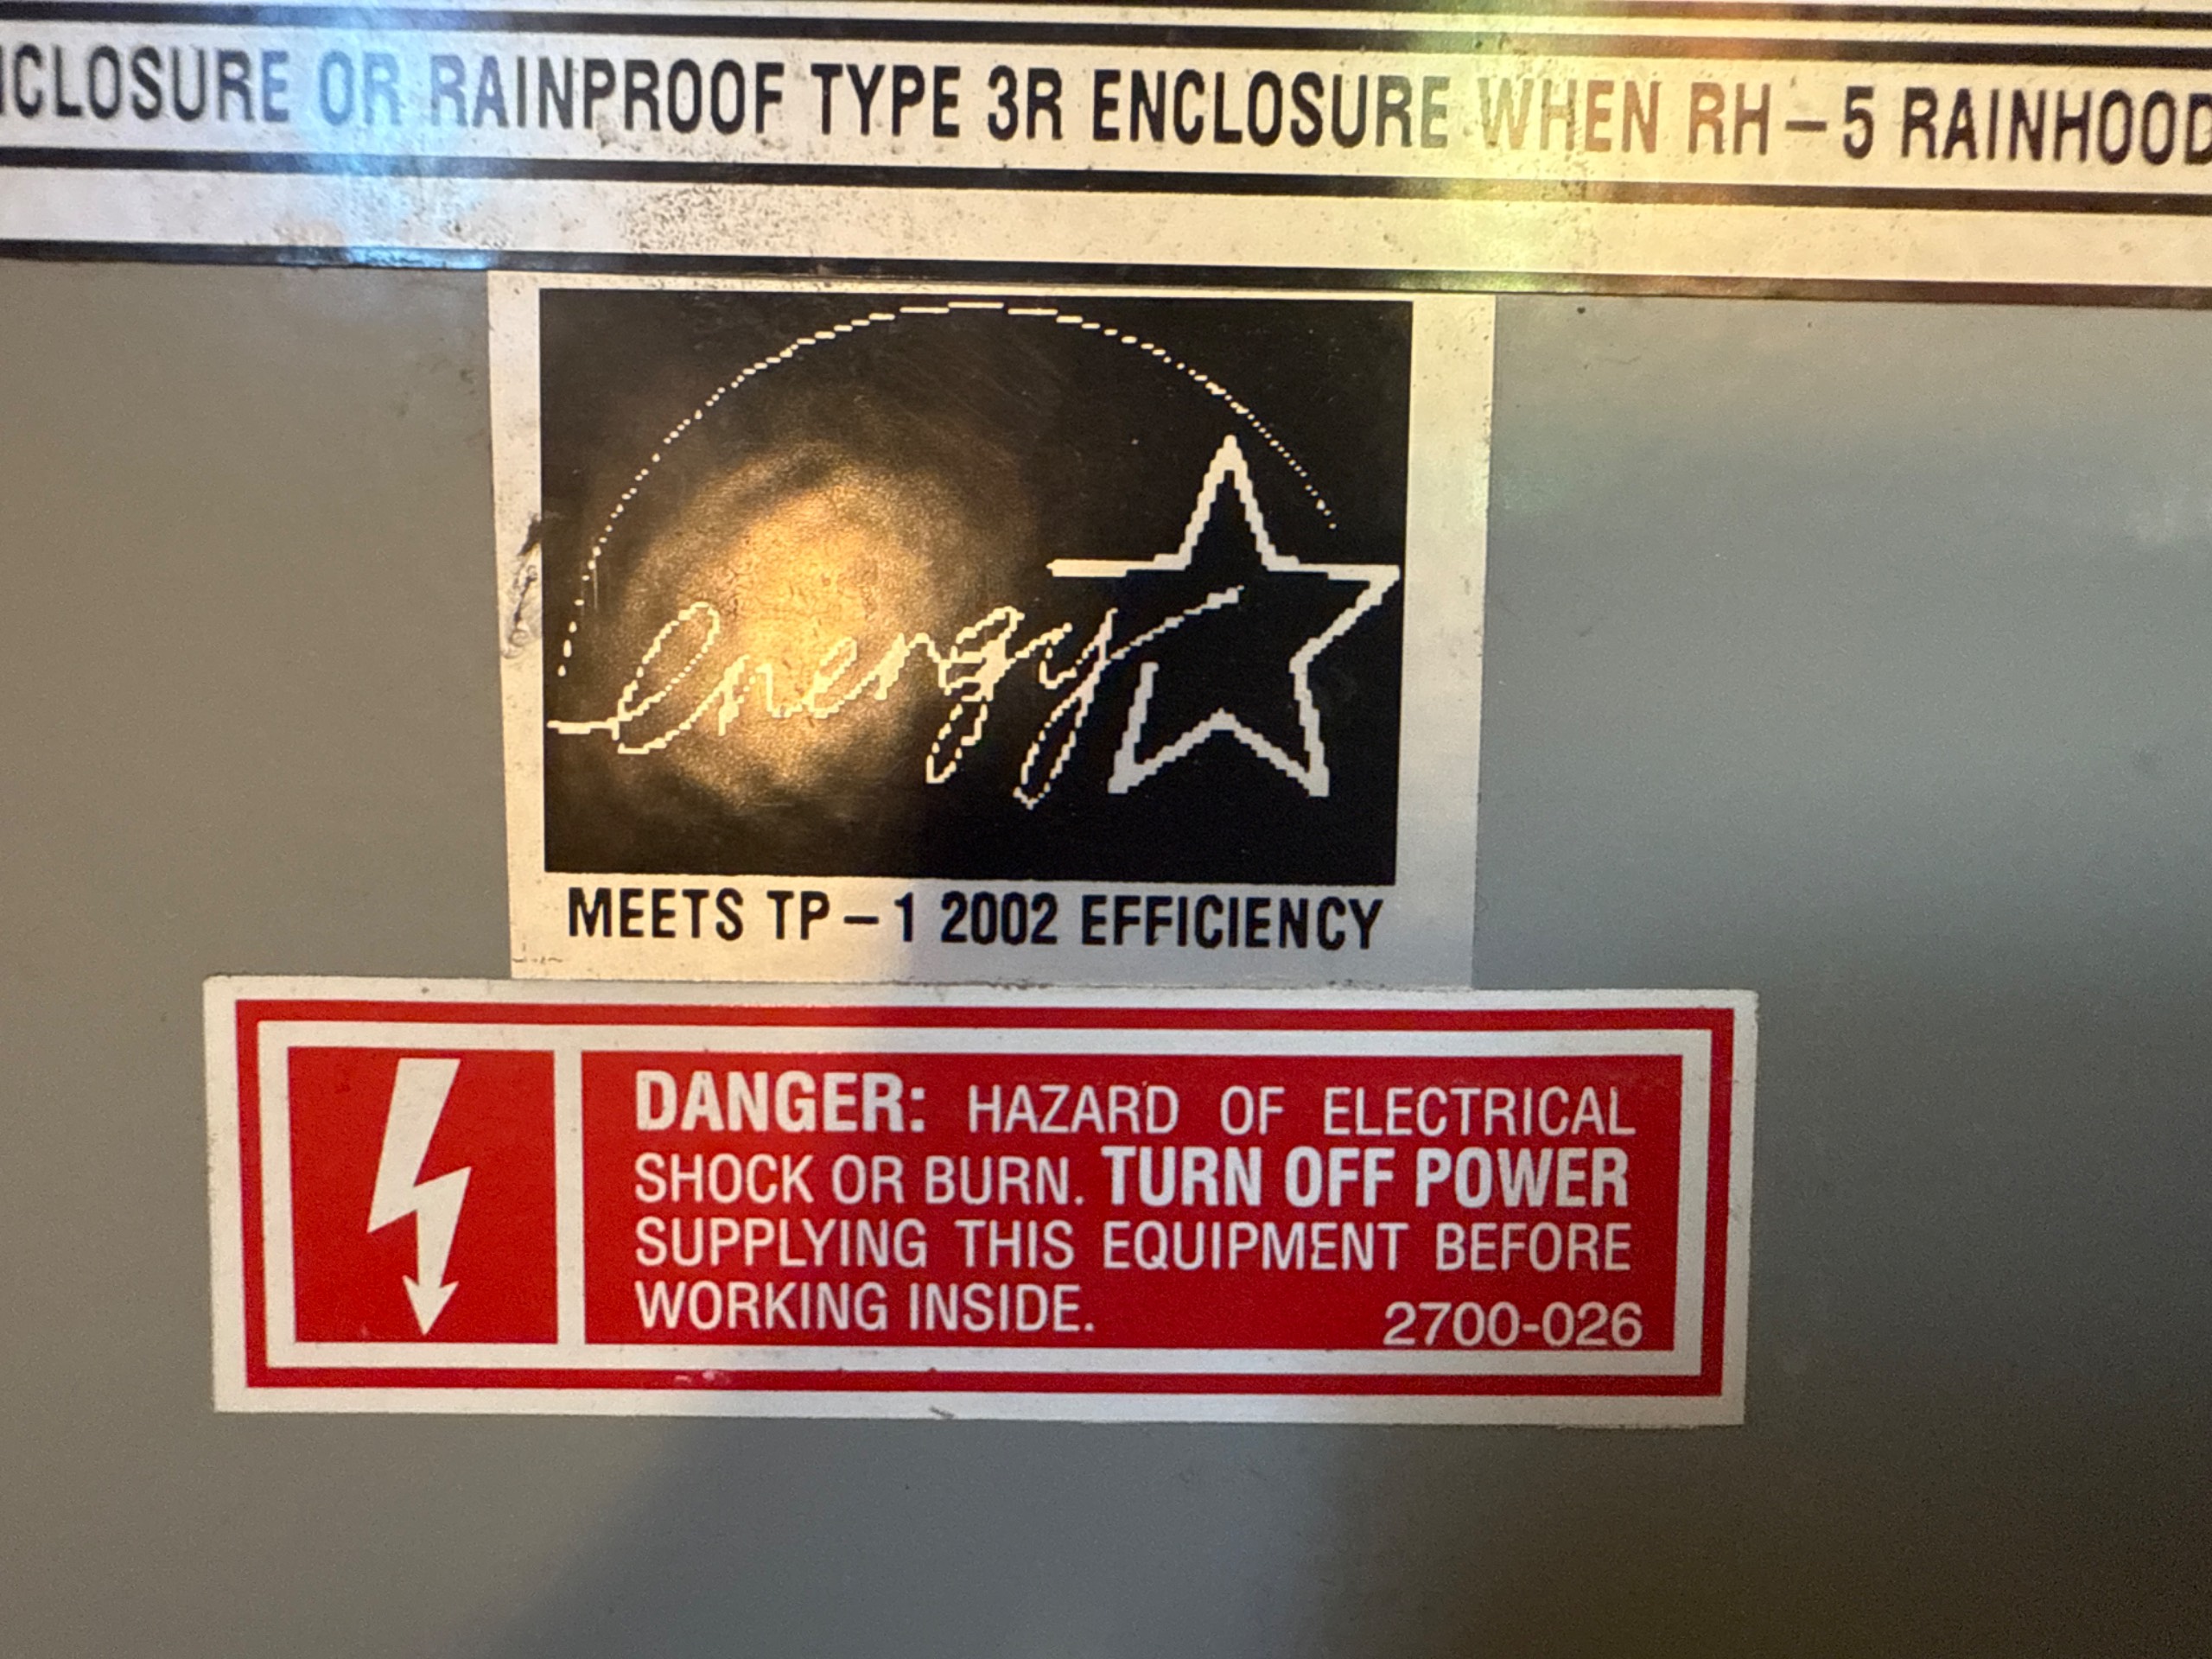 NCLOSURE OR RAINPROOF TYPE 3R ENCLOSURE WHEN RH-5 RAINHOOD
energy
MEETS TP-1 2002 EFFICIENCY
DANGER: HAZARD OF ELECTRICAL
SHOCK OR BURN. TURN OFF POWER
SUPPLYING THIS EQUIPMENT BEFORE
WORKING INSIDE. 2700-026